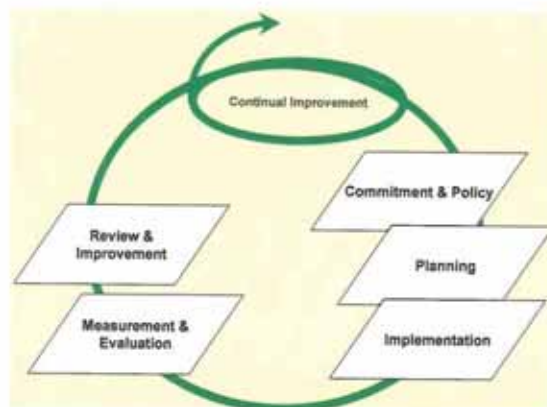 Continual Improvement
Commitment & Policy
Planning
Implementation
Measurement &
Evaluation
Review &
Improvement